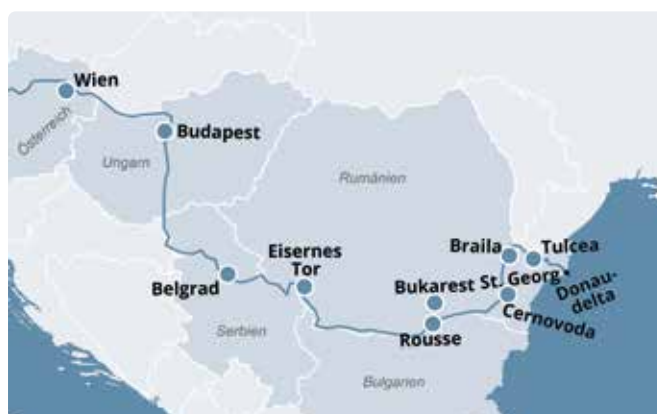 Wien
Österreich
Budapest
Ungarn
Rumänien
Eisernes
Tor
Braila
Tulcea
Belgrad
Bukarest
St. Georg
Donau-
delta
Cernovoda
Serbien
Rousse
Bulgarien